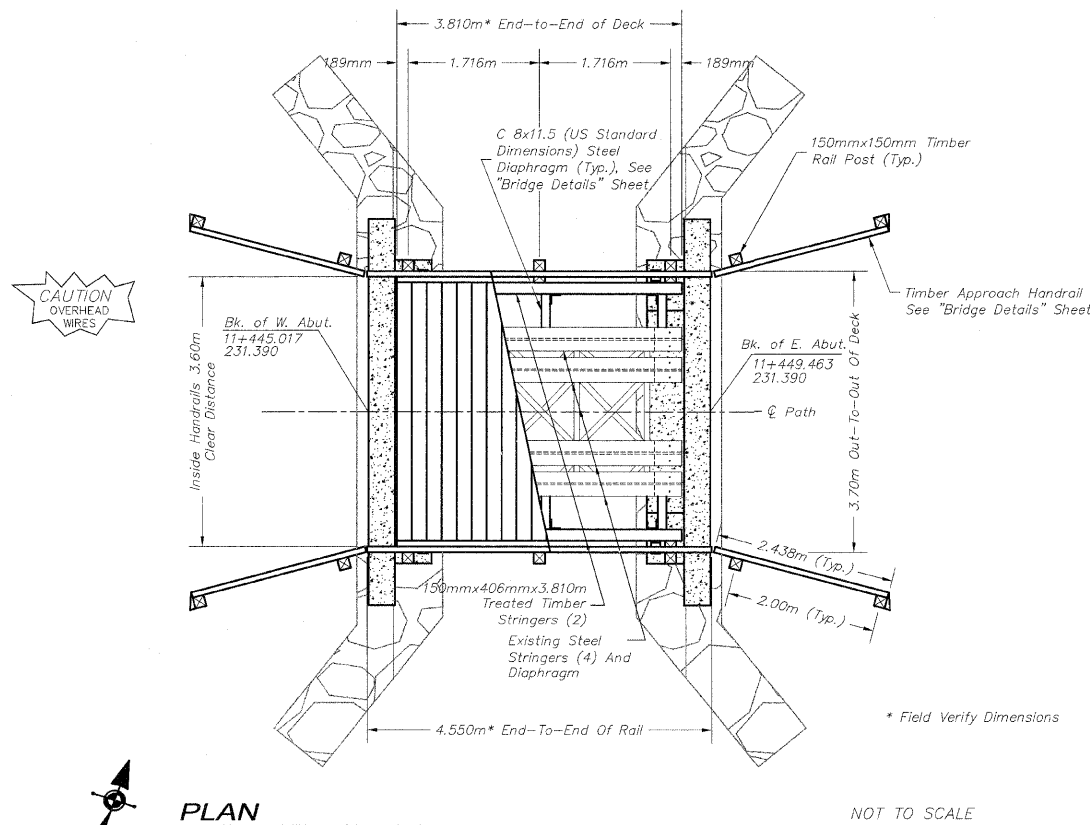 3.810m* End-to-End of Deck
189mm
1.716m
1.716m
189mm
C 8x11.5 (US Standard
Dimensions) Steel
Diaphragm (Typ.), See
"Bridge Details" Sheet
150mmx150mm Timber
Rail Post (Typ.)
CAUTION
OVERHEAD
WIRES
Timber Approach Handrail
See "Bridge Details" Sheet
Bk. of W. Abut.
11+445.017
231.390
Bk. of E. Abut.
11+449.463
231.390
Inside Handrails 3.60m
Clear Distance
℄ Path
3.70m Out-To-Out Of Deck
2.438m (Typ.)
2.00m (Typ.)
150mmx406mmx3.810m
Treated Timber
Stringers (2)
Existing Steel
Stringers (4) And
Diaphragm
* Field Verify Dimensions
4.550m* End-To-End Of Rail
PLAN
NOT TO SCALE